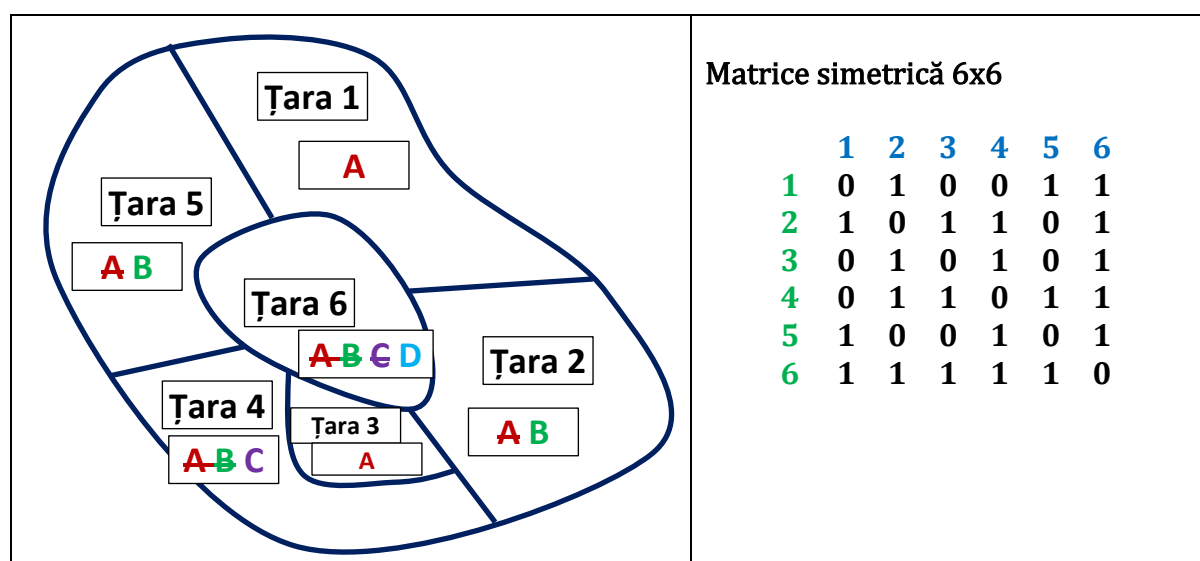 Țara 1
A
Țara 5
A B
Țara 6
A B C D
Țara 2
A B
Țara 4
A B C
Țara 3
A
Matrice simetrică 6x6
1 2 3 4 5 6
1 0 1 0 0 1 1
2 1 0 1 1 0 1
3 0 1 0 1 0 1
4 0 1 1 0 1 1
5 1 0 0 1 0 1
6 1 1 1 1 1 0